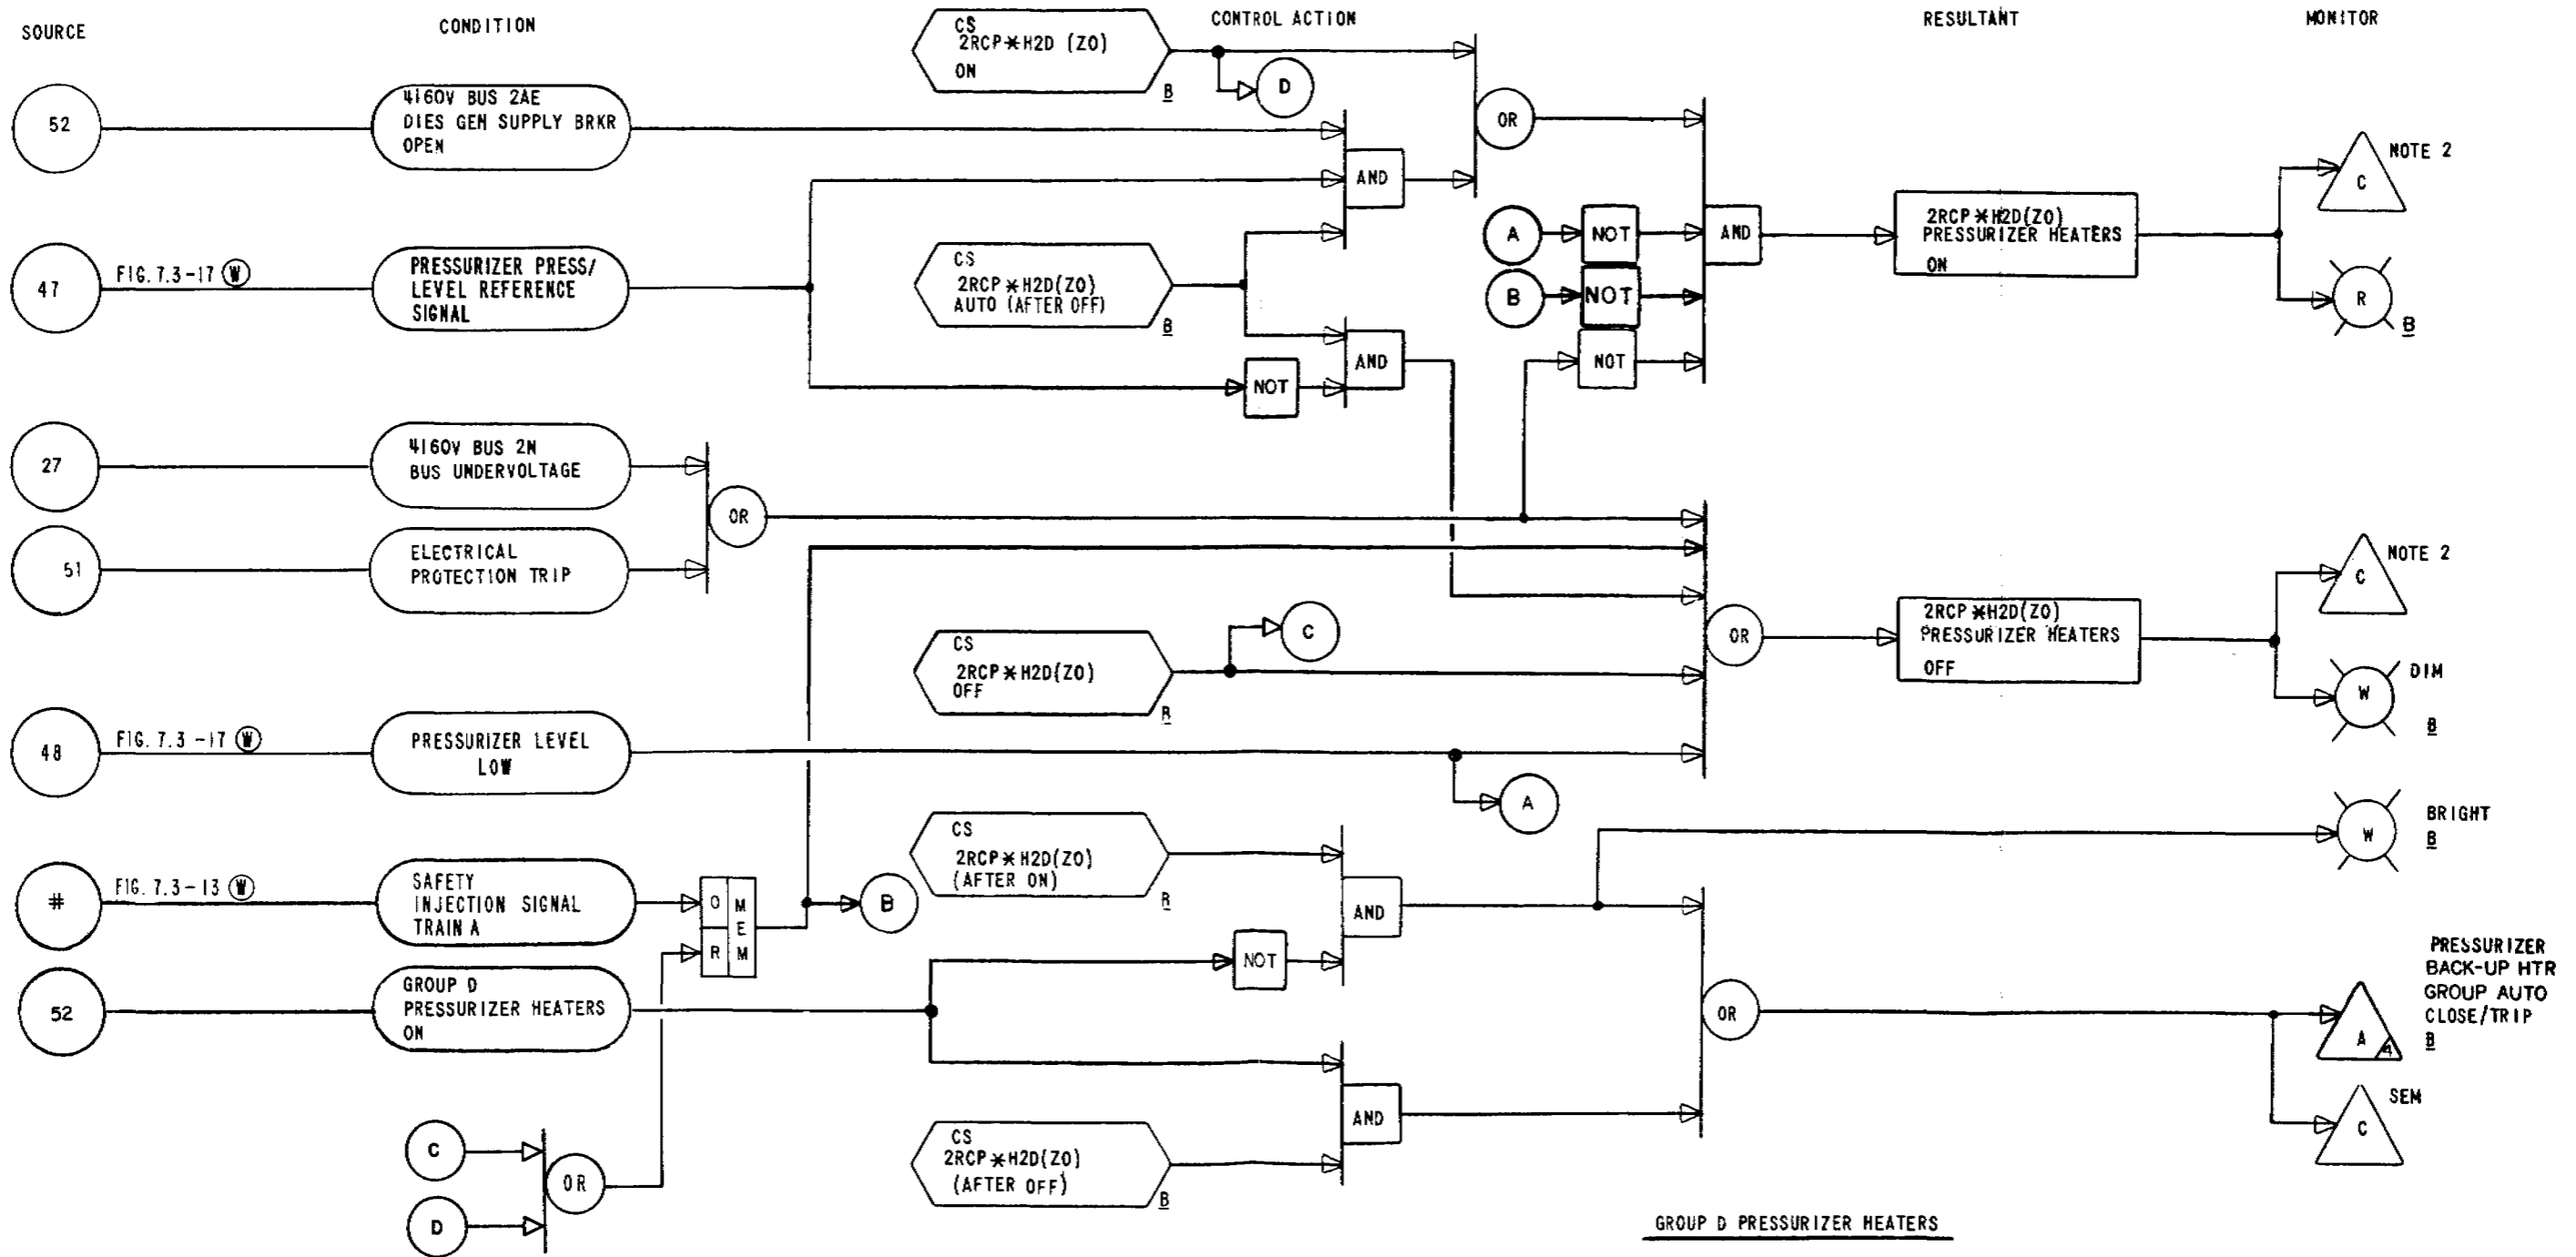 SOURCE
CONDITION
CONTROL ACTION
RESULTANT
MONITOR
CS
2RCP*H2D (ZO)
ON
B
D
52
4160V BUS 2AE
DIES GEN SUPPLY BRKR
OPEN
AND
OR
47
FIG. 7.3-17 W
PRESSURIZER PRESS/
LEVEL REFERENCE
SIGNAL
CS
2RCP*H2D(ZO)
AUTO (AFTER OFF)
B
NOT
AND
A
NOT
B
NOT
NOT
AND
2RCP*H2D(ZO)
PRESSURIZER HEATERS
ON
C
NOTE 2
R
B
27
4160V BUS 2N
BUS UNDERVOLTAGE
51
ELECTRICAL
PROTECTION TRIP
OR
CS
2RCP*H2D(ZO)
OFF
B
C
OR
2RCP*H2D(ZO)
PRESSURIZER HEATERS
OFF
C
NOTE 2
W
DIM
B
48
FIG. 7.3-17 W
PRESSURIZER LEVEL
LOW
A
#
FIG. 7.3-13 W
SAFETY
INJECTION SIGNAL
TRAIN A
O
R
MEM
B
CS
2RCP*H2D(ZO)
(AFTER ON)
B
AND
W
BRIGHT
B
52
GROUP D
PRESSURIZER HEATERS
ON
NOT
OR
A
4
PRESSURIZER
BACK-UP HTR
GROUP AUTO
CLOSE/TRIP
B
C
SEM
AND
CS
2RCP*H2D(ZO)
(AFTER OFF)
B
C
D
OR
GROUP D PRESSURIZER HEATERS